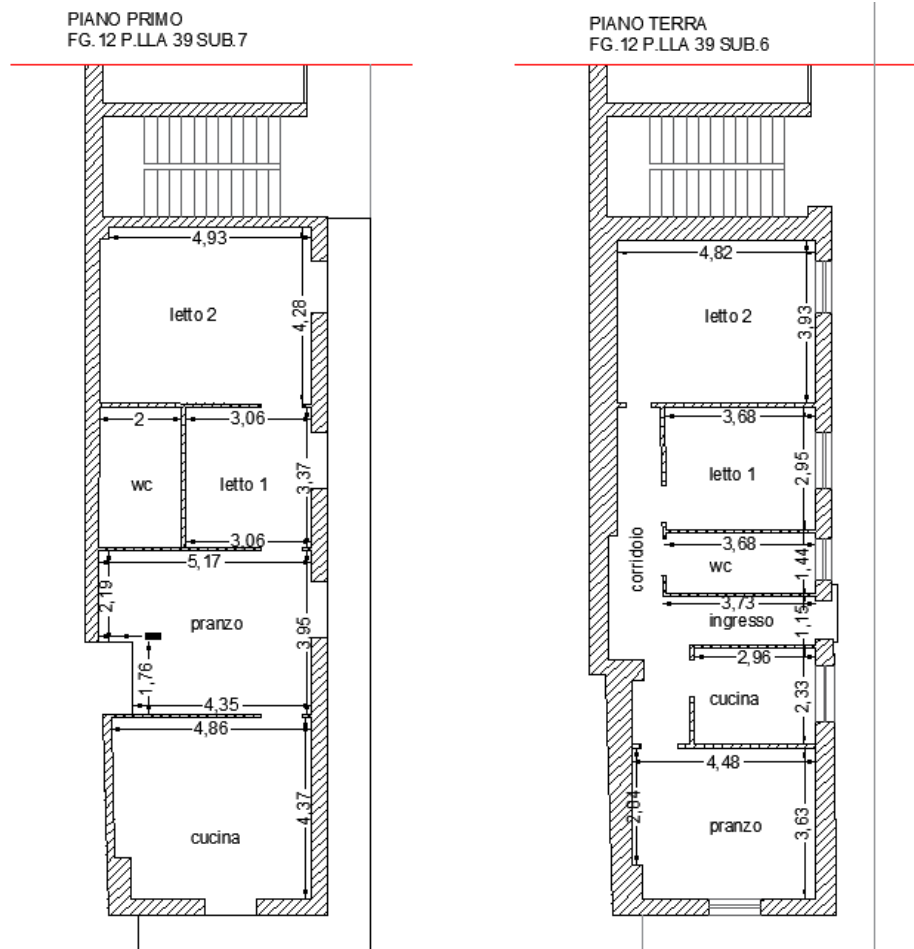 PIANO PRIMO
FG.12 P.LLA 39 SUB.7
4,93
letto 2
4,28
2
3,06
wc
letto 1
3,37
3,06
5,17
2,19
pranzo
3,95
1,76
4,35
4,86
4,37
cucina
PIANO TERRA
FG.12 P.LLA 39 SUB.6
4,82
letto 2
3,93
3,68
letto 1
2,95
corridoio
3,68
wc
1,44
3,73
ingresso
1,15
2,96
cucina
2,33
4,48
2,84
pranzo
3,63